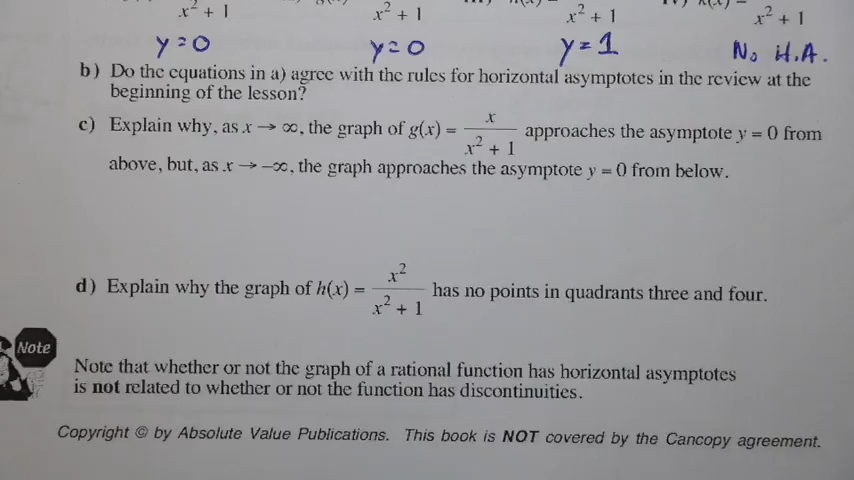 x² + 1 x² + 1 x² + 1 x² + 1
y = 0 y = 0 y = 1 No H.A.
b) Do the equations in a) agree with the rules for horizontal asymptotes in the review at the
beginning of the lesson?
c) Explain why, as x → ∞, the graph of g(x) = x / x² + 1 approaches the asymptote y = 0 from
above, but, as x → −∞, the graph approaches the asymptote y = 0 from below.
d) Explain why the graph of h(x) = x² / x² + 1 has no points in quadrants three and four.
Note
Note that whether or not the graph of a rational function has horizontal asymptotes
is not related to whether or not the function has discontinuities.
Copyright © by Absolute Value Publications. This book is NOT covered by the Cancopy agreement.